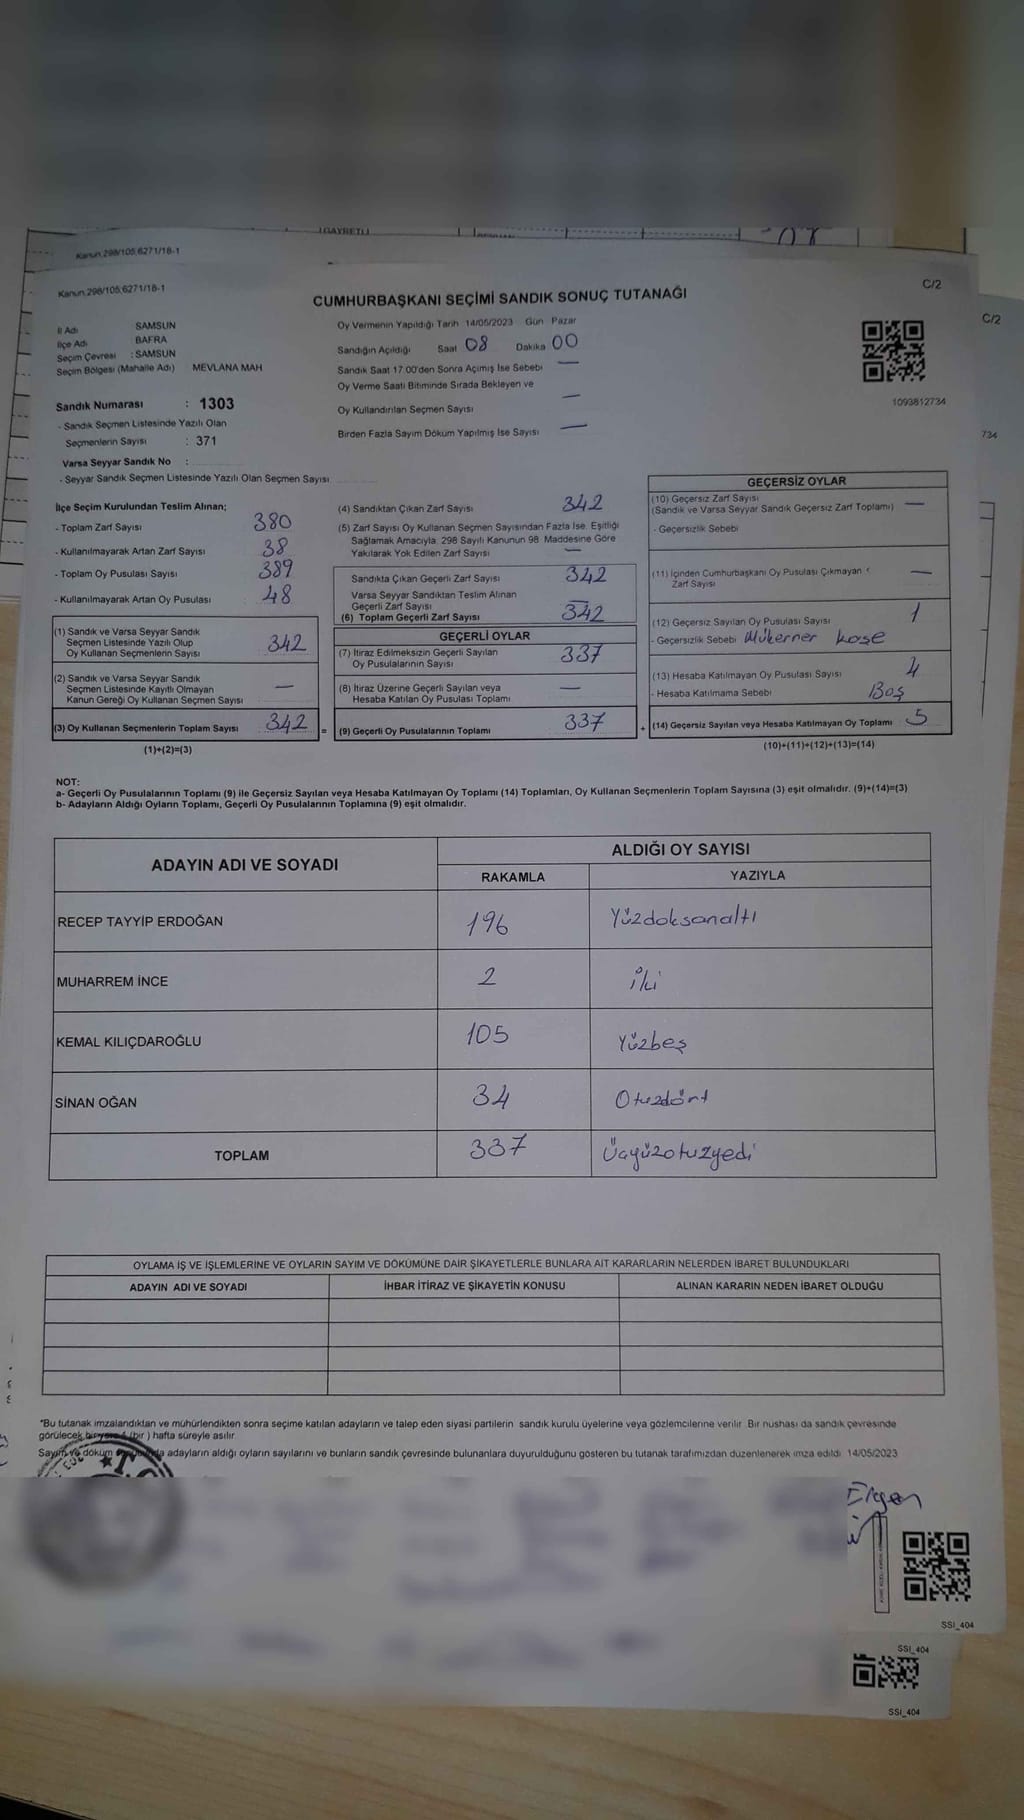 GAYRETLİ
Kanun.298/105;6271/18-1
Kanun.298/105;6271/18-1
C/2
C/2
CUMHURBAŞKANI SEÇİMİ SANDIK SONUÇ TUTANAĞI
İl Adı SAMSUN
İlçe Adı BAFRA
Seçim Çevresi : SAMSUN
Seçim Bölgesi (Mahalle Adı) MEVLANA MAH
Oy Vermenin Yapıldığı Tarih 14/05/2023 Gün Pazar
Sandığın Açıldığı Saat 08 Dakika 00
Sandık Saat 17.00'den Sonra Açımış İse Sebebi —
Oy Verme Saati Bitiminde Sırada Bekleyen ve
Oy Kullandırılan Seçmen Sayısı —
Birden Fazla Sayım Döküm Yapılmış İse Sayısı —
1093812734
734
Sandık Numarası : 1303
- Sandık Seçmen Listesinde Yazılı Olan
Seçmenlerin Sayısı : 371
Varsa Seyyar Sandık No :
- Seyyar Sandık Seçmen Listesinde Yazılı Olan Seçmen Sayısı
İlçe Seçim Kurulundan Teslim Alınan;
- Toplam Zarf Sayısı 380
- Kullanılmayarak Artan Zarf Sayısı 38
- Toplam Oy Pusulası Sayısı 389
- Kullanılmayarak Artan Oy Pusulası 48
(1) Sandık ve Varsa Seyyar Sandık
Seçmen Listesinde Yazılı Olup
Oy Kullanan Seçmenlerin Sayısı 342
(2) Sandık ve Varsa Seyyar Sandık
Seçmen Listesinde Kayıtlı Olmayan
Kanun Gereği Oy Kullanan Seçmen Sayısı —
(3) Oy Kullanan Seçmenlerin Toplam Sayısı 342 =
(1)+(2)=(3)
(4) Sandıktan Çıkan Zarf Sayısı 342
(5) Zarf Sayısı Oy Kullanan Seçmen Sayısından Fazla İse, Eşitliği
Sağlamak Amacıyla, 298 Sayılı Kanunun 98. Maddesine Göre
Yakılarak Yok Edilen Zarf Sayısı —
Sandıkta Çıkan Geçerli Zarf Sayısı 342
Varsa Seyyar Sandıktan Teslim Alınan
Geçerli Zarf Sayısı —
(6) Toplam Geçerli Zarf Sayısı 342
GEÇERLİ OYLAR
(7) İtiraz Edilmeksizin Geçerli Sayılan
Oy Pusulalarının Sayısı 337
(8) İtiraz Üzerine Geçerli Sayılan veya
Hesaba Katılan Oy Pusulası Toplamı —
(9) Geçerli Oy Pusulalarının Toplamı 337 +
GEÇERSİZ OYLAR
(10) Geçersiz Zarf Sayısı
(Sandık ve Varsa Seyyar Sandık Geçersiz Zarf Toplamı) —
- Geçersizlik Sebebi
(11) İçinden Cumhurbaşkanı Oy Pusulası Çıkmayan
Zarf Sayısı —
(12) Geçersiz Sayılan Oy Pusulası Sayısı 1
- Geçersizlik Sebebi Mükerner kaşe
(13) Hesaba Katılmayan Oy Pusulası Sayısı 4
- Hesaba Katılmama Sebebi Boş
(14) Geçersiz Sayılan veya Hesaba Katılmayan Oy Toplamı 5
(10)+(11)+(12)+(13)=(14)
NOT:
a- Geçerli Oy Pusulalarının Toplamı (9) ile Geçersiz Sayılan veya Hesaba Katılmayan Oy Toplamı (14) Toplamları, Oy Kullanan Seçmenlerin Toplam Sayısına (3) eşit olmalıdır. (9)+(14)=(3)
b- Adayların Aldığı Oyların Toplamı, Geçerli Oy Pusulalarının Toplamına (9) eşit olmalıdır.
ADAYIN ADI VE SOYADI
ALDIĞI OY SAYISI
RAKAMLA YAZIYLA
RECEP TAYYİP ERDOĞAN 196 Yüzdoksanaltı
MUHARREM İNCE 2 İki
KEMAL KILIÇDAROĞLU 105 Yüzbeş
SİNAN OĞAN 34 Otuzdört
TOPLAM 337 Üçyüzotuzyedi
OYLAMA İŞ VE İŞLEMLERİNE VE OYLARIN SAYIM VE DÖKÜMÜNE DAİR ŞİKAYETLERLE BUNLARA AİT KARARLARIN NELERDEN İBARET BULUNDUKLARI
ADAYIN ADI VE SOYADI İHBAR İTİRAZ VE ŞİKAYETİN KONUSU ALINAN KARARIN NEDEN İBARET OLDUĞU
*Bu tutanak imzalandıktan ve mühürlendikten sonra seçime katılan adayların ve talep eden siyasi partilerin sandık kurulu üyelerine veya gözlemcilerine verilir. Bir nüshası da sandık çevresinde
görülecek bir yere 1 (bir) hafta süreyle asılır.
Sayım ve döküm adayların aldığı oyların sayılarını ve bunların sandık çevresinde bulunanlara duyurulduğunu gösteren bu tutanak tarafımızdan düzenlenerek imza edildi. 14/05/2023
T.C.
Ergen
SSI_404
SSI_404
SSI_404